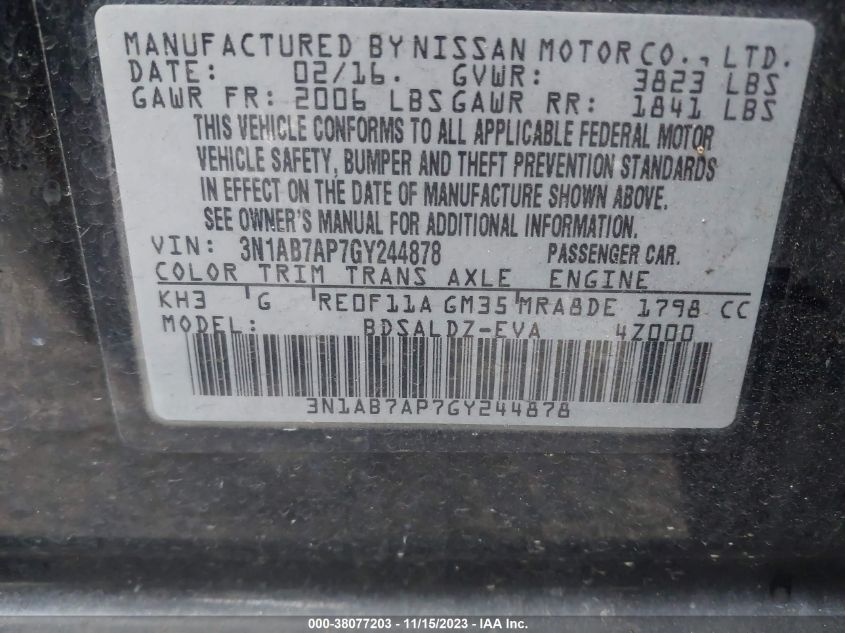 MANUFACTURED BY NISSAN MOTOR CO., LTD.
DATE: 02/16. GVWR: 3823 LBS
GAWR FR: 2006 LBS GAWR RR: 1841 LBS
THIS VEHICLE CONFORMS TO ALL APPLICABLE FEDERAL MOTOR
VEHICLE SAFETY, BUMPER AND THEFT PREVENTION STANDARDS
IN EFFECT ON THE DATE OF MANUFACTURE SHOWN ABOVE.
SEE OWNER'S MANUAL FOR ADDITIONAL INFORMATION.
VIN: 3N1AB7AP7GY244878 PASSENGER CAR.
COLOR TRIM TRANS AXLE ENGINE
KH3 G RE0F11A GM35 MRA8DE 1798 CC
MODEL: BDSALDZ-EVA 4Z000
3N1AB7AP7GY244878
000-38077203 - 11/15/2023 - Copyright © 2023 IAA, Inc.